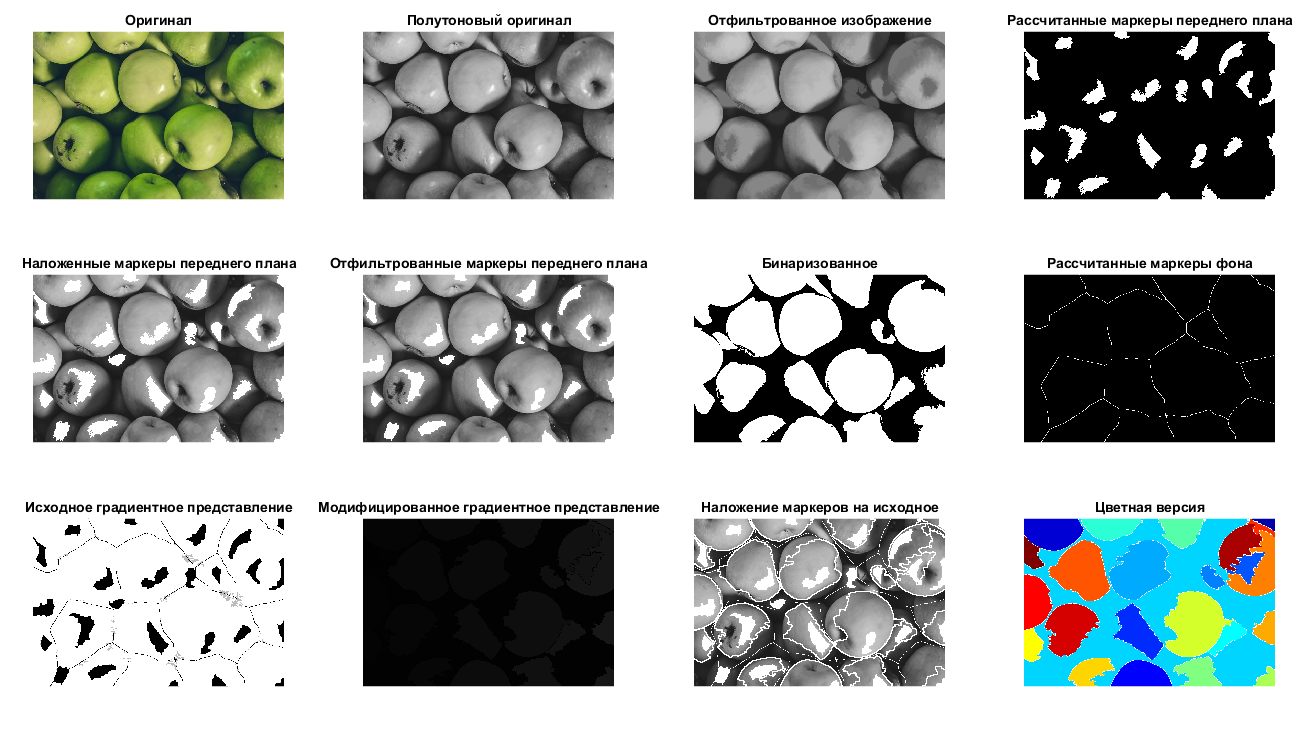 Оригинал
Полутоновый оригинал
Отфильтрованное изображение
Рассчитанные маркеры переднего плана
Наложенные маркеры переднего плана
Отфильтрованные маркеры переднего плана
Бинаризованное
Рассчитанные маркеры фона
Исходное градиентное представление
Модифицированное градиентное представление
Наложение маркеров на исходное
Цветная версия